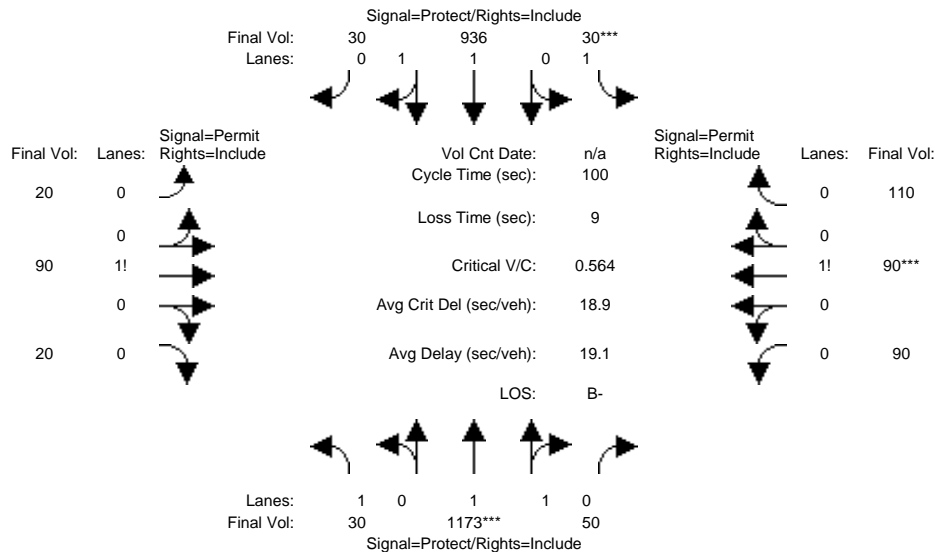 Signal=Protect/Rights=Include
Final Vol: 30 936 30***
Lanes: 0 1 1 0 1
Signal=Permit
Final Vol: Lanes: Rights=Include
Vol Cnt Date: n/a
Signal=Permit
Rights=Include Lanes: Final Vol:
Cycle Time (sec): 100
20 0
0 110
Loss Time (sec): 9
0
0
90 1!
Critical V/C: 0.564
1! 90***
0
Avg Crit Del (sec/veh): 18.9
0
20 0
Avg Delay (sec/veh): 19.1
0 90
LOS: B-
Lanes: 1 0 1 1 0
Final Vol: 30 1173*** 50
Signal=Protect/Rights=Include